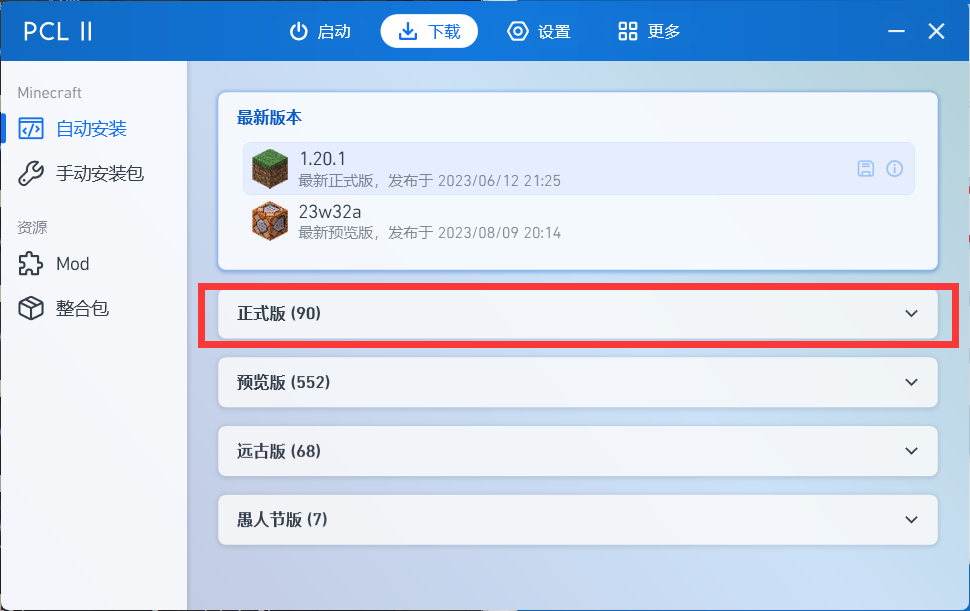 PCL II
启动
下载
设置
更多
Minecraft
自动安装
手动安装包
资源
Mod
整合包
最新版本
1.20.1
最新正式版，发布于 2023/06/12 21:25
23w32a
最新预览版，发布于 2023/08/09 20:14
正式版 (90)
预览版 (552)
远古版 (68)
愚人节版 (7)